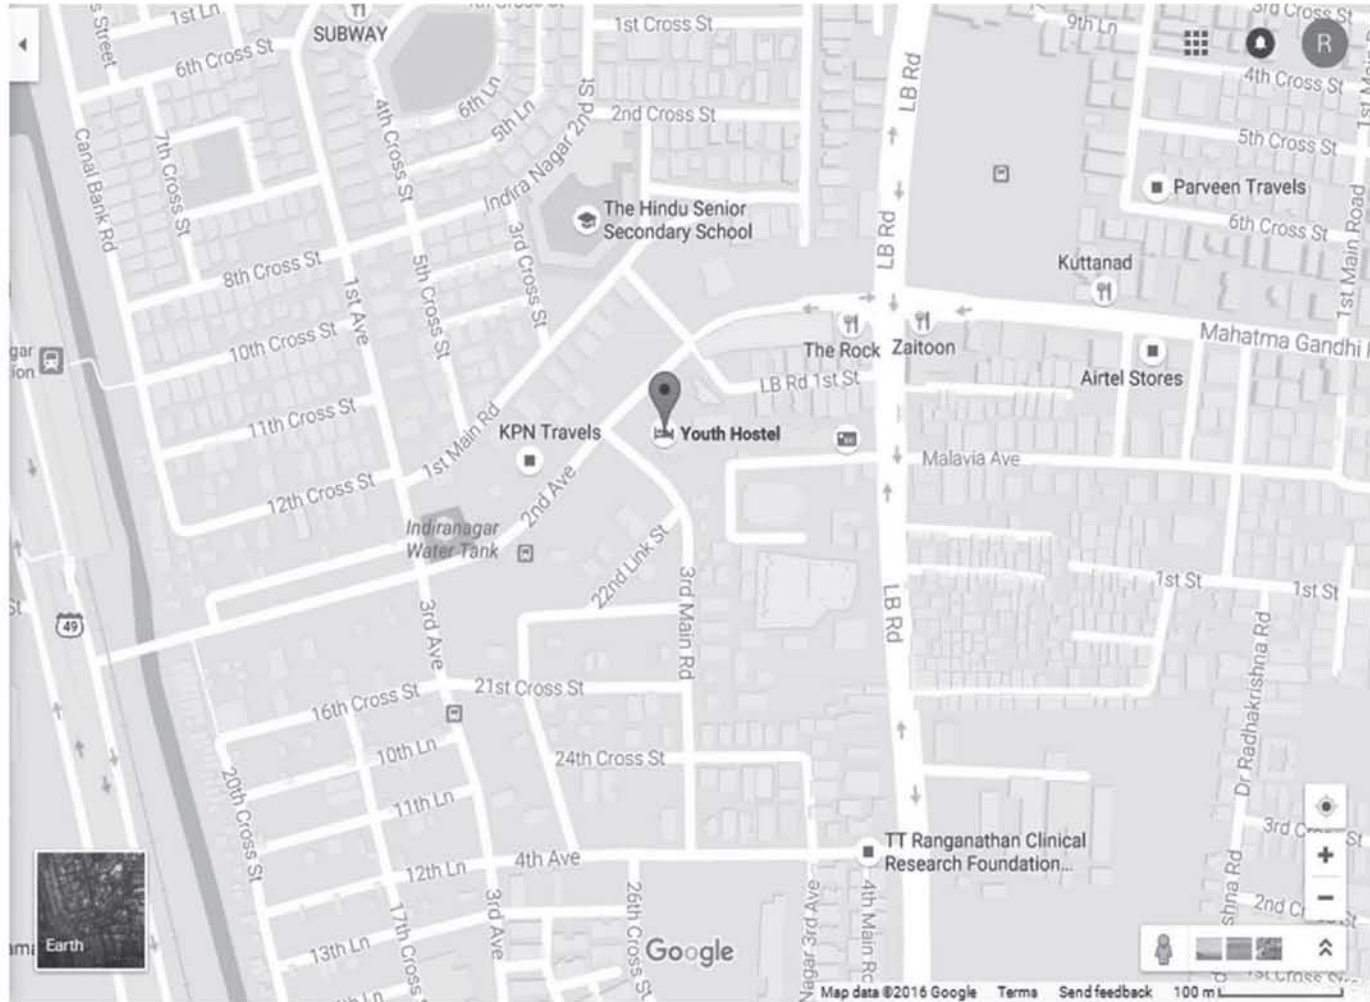 1st Ln
SUBWAY
1st Cross St
9th Ln
3rd Cross St
R
6th Cross St
4th Cross St
6th Ln
5th Ln
2nd Cross St
LB Rd
4th Cross St
5th Cross St
1st Main Road
Canal Bank Rd
7th Cross St
Indira Nagar 2nd St
The Hindu Senior
Secondary School
Parveen Travels
6th Cross St
LB Rd
8th Cross St
5th Cross St
3rd Cross St
Kuttanad
1st Ave
10th Cross St
The Rock
Zaitoon
Mahatma Gandhi
LB Rd 1st St
Airtel Stores
11th Cross St
1st Main Rd
KPN Travels
Youth Hostel
Malavia Ave
12th Cross St
2nd Ave
Indiranagar
Water Tank
22nd Link St
3rd Main Rd
LB Rd
1st St
1st St
49
3rd Ave
16th Cross St
21st Cross St
Dr Radhakrishna Rd
10th Ln
24th Cross St
20th Cross St
11th Ln
TT Ranganathan Clinical
Research Foundation...
12th Ln
4th Ave
17th Cross
3rd Ave
26th Cross St
Nagar 3rd Ave
4th Main Rd
13th Ln
Earth
Google
Map data ©2016 Google Terms Send feedback 100 m